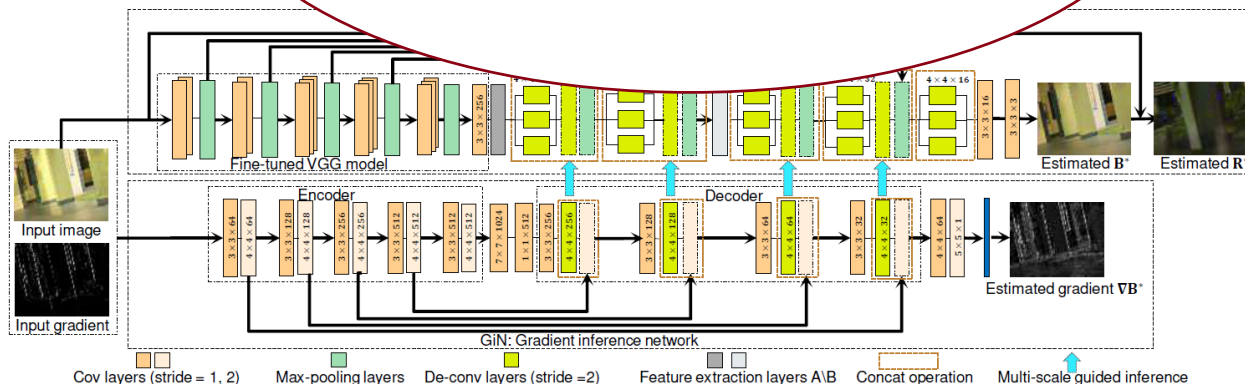 4 × 4 × 16
3 × 3 × 256
3 × 3 × 16
3 × 3 × 3
Fine-tuned VGG model
Estimated B*
Estimated R
Encoder
Decoder
Input image
3 × 3 × 64
4 × 4 × 64
3 × 3 × 128
4 × 4 × 128
3 × 3 × 256
4 × 4 × 256
3 × 3 × 512
4 × 4 × 512
3 × 3 × 512
4 × 4 × 512
7 × 7 × 1024
1 × 1 × 512
3 × 3 × 256
4 × 4 × 256
3 × 3 × 128
4 × 4 × 128
3 × 3 × 64
4 × 4 × 64
3 × 3 × 32
4 × 4 × 32
4 × 4 × 64
5 × 5 × 1
Estimated gradient ∇B*
Input gradient
GiN: Gradient inference network
Cov layers (stride = 1, 2)
Max-pooling layers
De-conv layers (stride =2)
Feature extraction layers A\B
Concat operation
Multi-scale guided inference